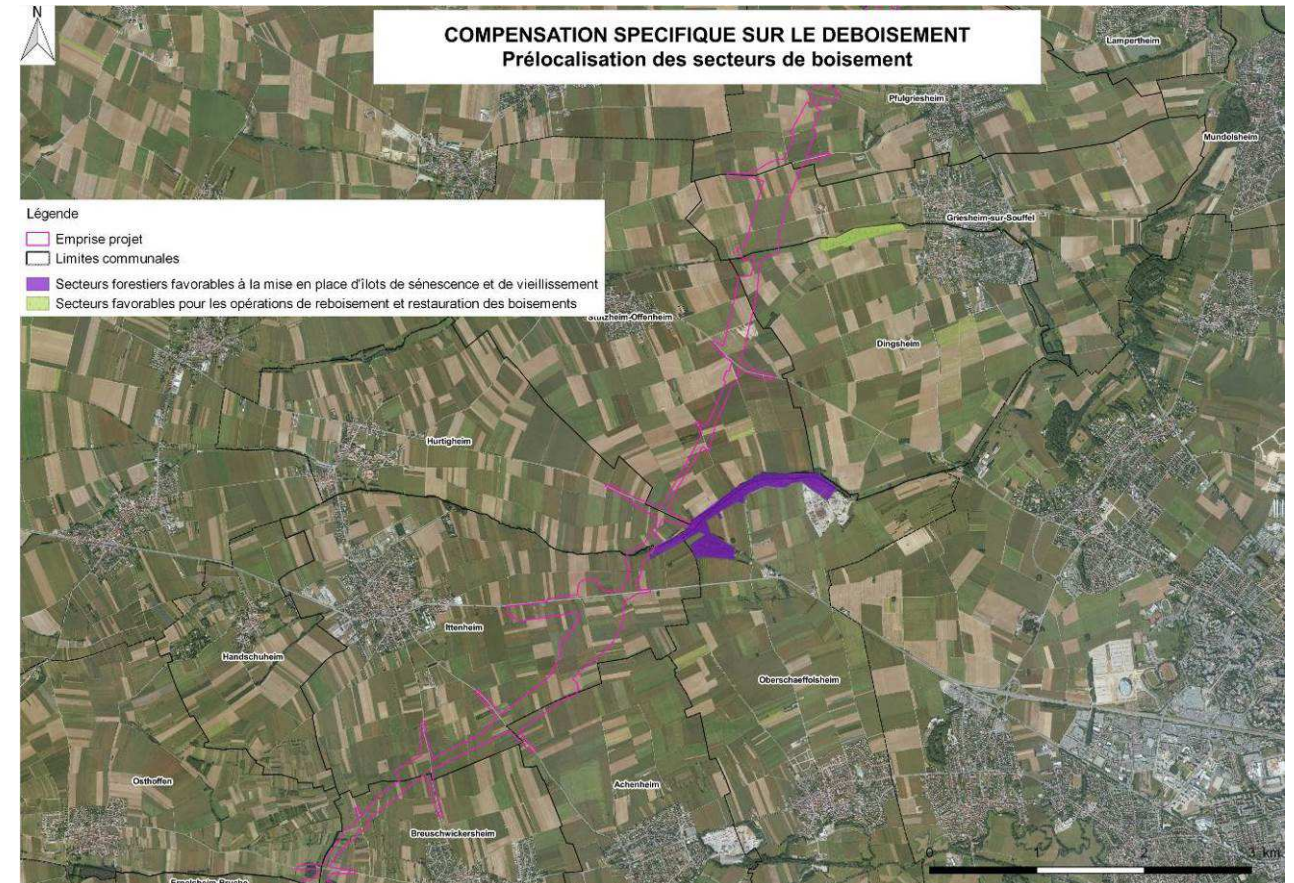 N
COMPENSATION SPECIFIQUE SUR LE DEBOISEMENT
Prélocalisation des secteurs de boisement
Lampertheim
Pfulgriesheim
Mundolsheim
Légende
Emprise projet
Limites communales
Secteurs forestiers favorables à la mise en place d'îlots de sénescence et de vieillissement
Secteurs favorables pour les opérations de reboisement et restauration des boisements
Griesheim-sur-Souffel
Stutzheim-Offenheim
Dingsheim
Hurtigheim
Ittenheim
Handschuheim
Oberschaeffolsheim
Osthoffen
Achenheim
Breuschwickersheim
0 1 2 3 km
Ernolsheim-Bruche